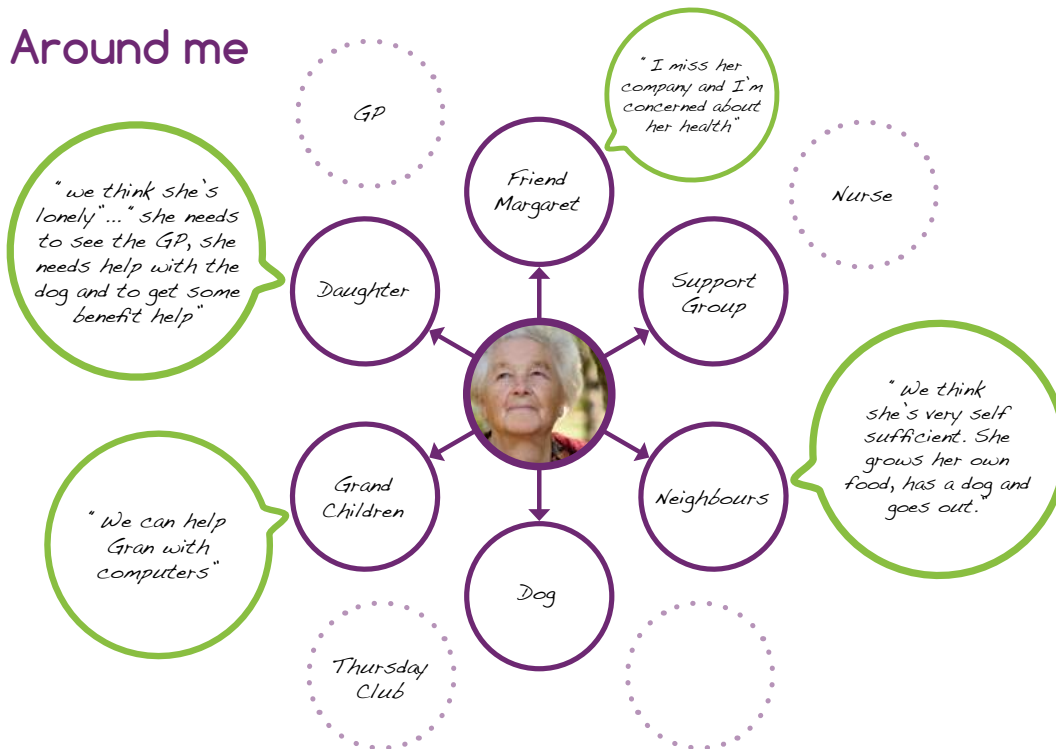 Around me
GP
" I miss her
company and I'm
concerned about
her health"
Friend
Margaret
Nurse
" we think she's
lonely"..." she needs
to see the GP, she
needs help with the
dog and to get some
benefit help"
Daughter
Support
Group
" We think
she's very self
sufficient. She
grows her own
food, has a dog and
goes out."
Grand
Children
Neighbours
" We can help
Gran with
computers"
Dog
Thursday
Club